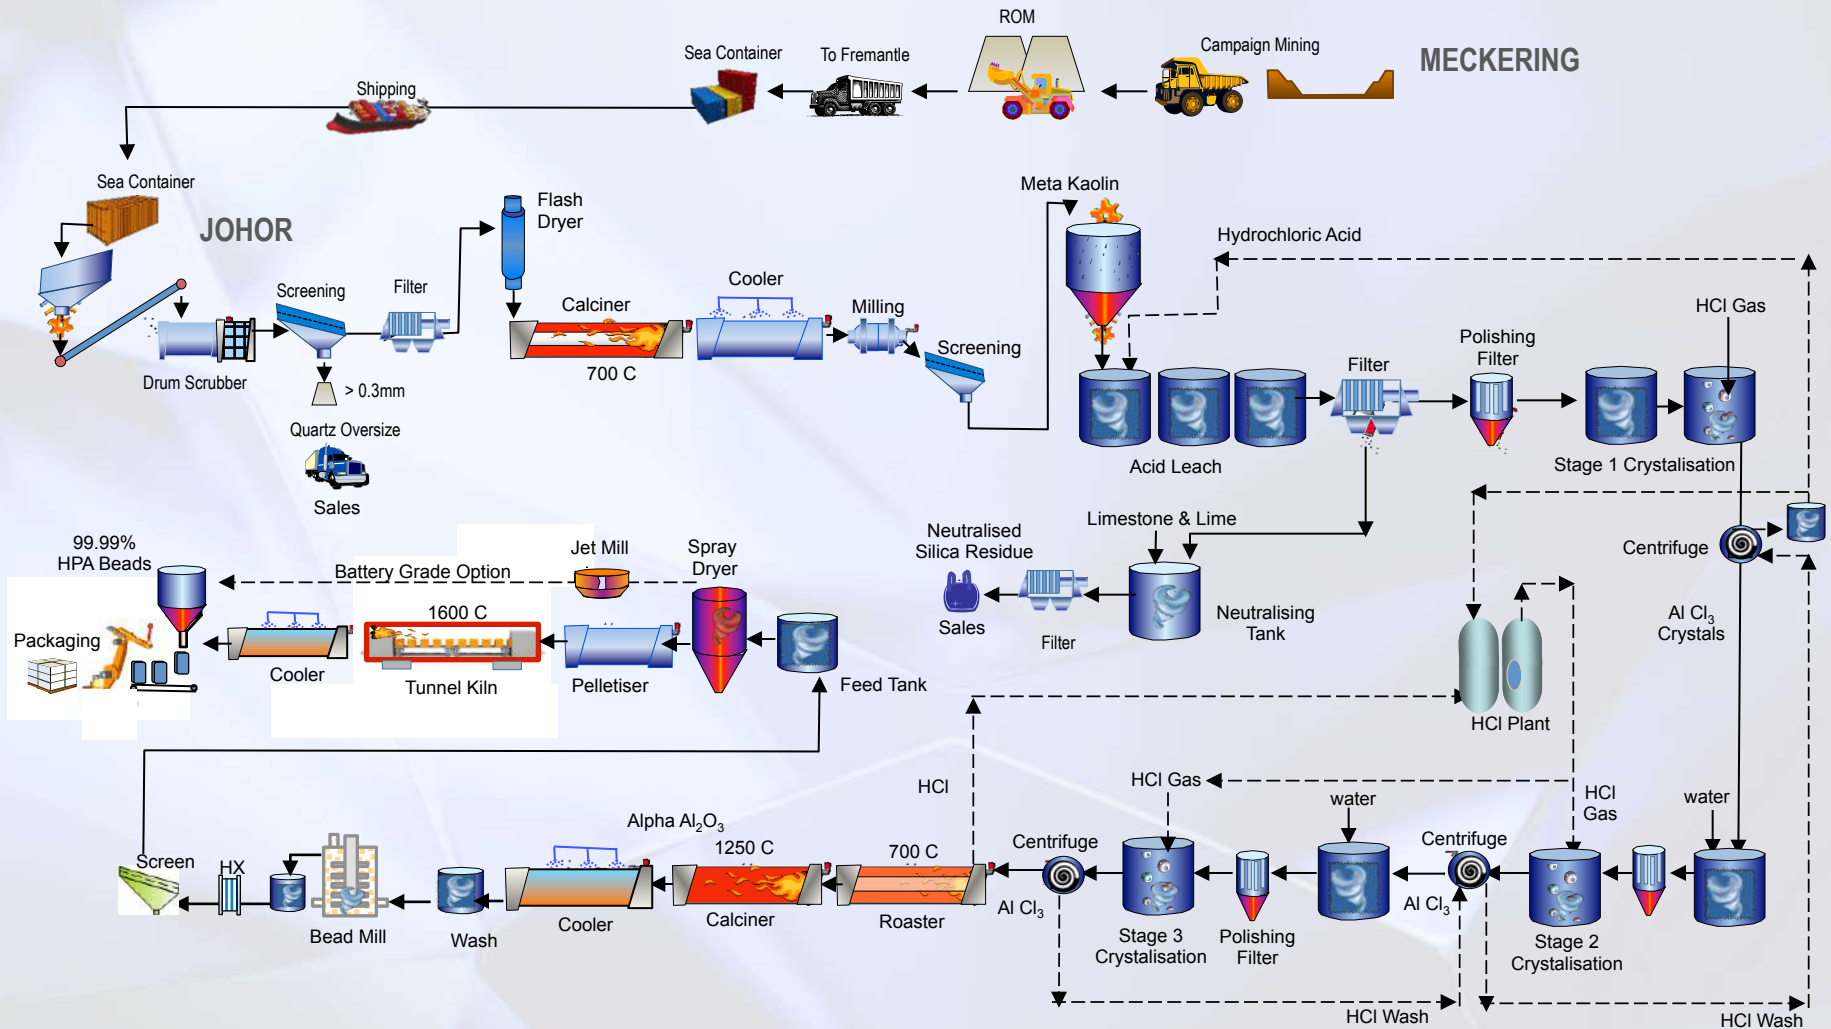 ROM
MECKERING
Campaign Mining
Sea Container
To Fremantle
Shipping
Sea Container
JOHOR
Flash
Dryer
Meta Kaolin
Hydrochloric Acid
Screening
Filter
Cooler
Calciner
Milling
HCl Gas
Screening
Polishing
Filter
Filter
Drum Scrubber
> 0.3mm
700 C
Quartz Oversize
Sales
Acid Leach
Stage 1 Crystalisation
Limestone & Lime
Neutralised
Silica Residue
Centrifuge
99.99%
HPA Beads
Jet Mill
Spray
Dryer
Battery Grade Option
1600 C
Packaging
Cooler
Tunnel Kiln
Pelletiser
Feed Tank
Sales
Filter
Neutralising
Tank
Al Cl3
Crystals
HCl Plant
HCl
HCl Gas
HCl
Gas
water
water
Alpha Al2O3
1250 C
700 C
Centrifuge
Centrifuge
Screen
HX
Al Cl3
Al Cl3
Bead Mill
Wash
Cooler
Calciner
Roaster
Stage 3
Crystalisation
Polishing
Filter
Stage 2
Crystalisation
HCl Wash
HCl Wash